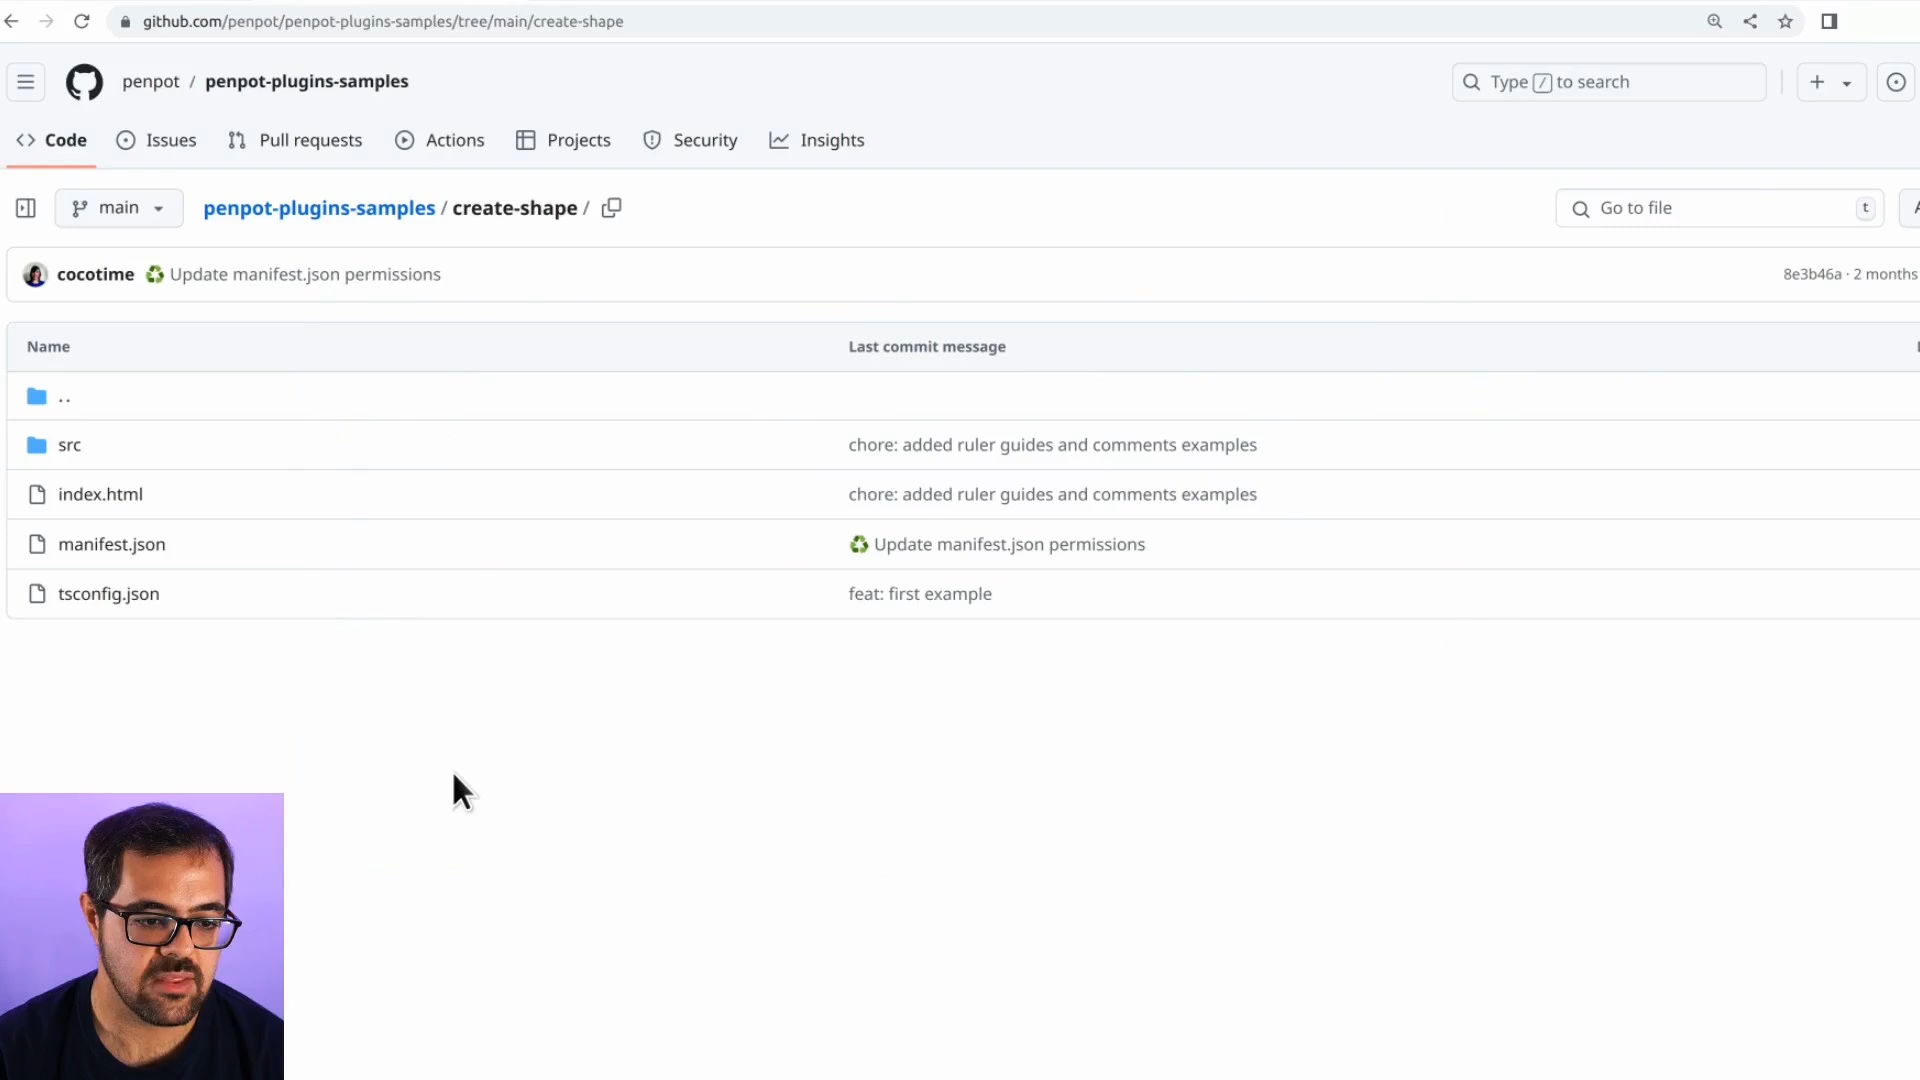 github.com/penpot/penpot-plugins-samples/tree/main/create-shape
penpot / penpot-plugins-samples
Type / to search
Code Issues Pull requests Actions Projects Security Insights
main
penpot-plugins-samples / create-shape /
Go to file t
cocotime ♻️ Update manifest.json permissions
8e3b46a · 2 months
Name Last commit message
..
src chore: added ruler guides and comments examples
index.html chore: added ruler guides and comments examples
manifest.json ♻️ Update manifest.json permissions
tsconfig.json feat: first example